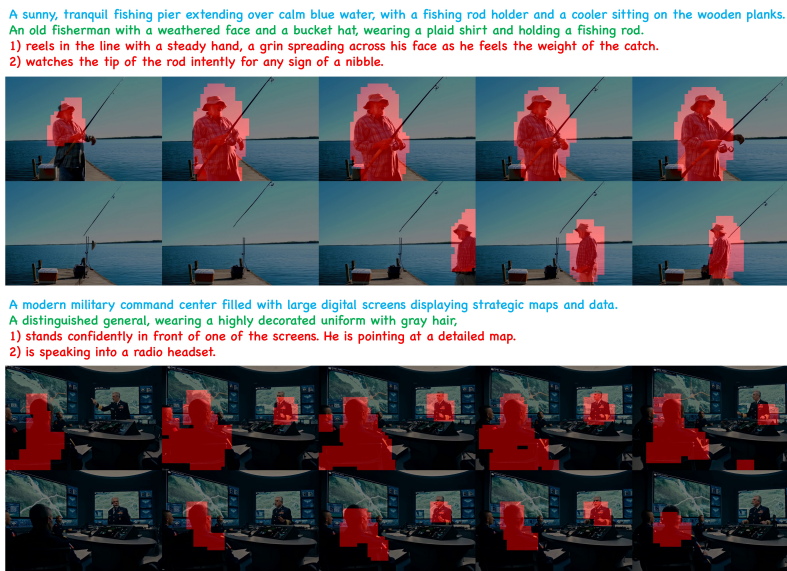 A sunny, tranquil fishing pier extending over calm blue water, with a fishing rod holder and a cooler sitting on the wooden planks.
An old fisherman with a weathered face and a bucket hat, wearing a plaid shirt and holding a fishing rod.
1) reels in the line with a steady hand, a grin spreading across his face as he feels the weight of the catch.
2) watches the tip of the rod intently for any sign of a nibble.
A modern military command center filled with large digital screens displaying strategic maps and data.
A distinguished general, wearing a highly decorated uniform with gray hair,
1) stands confidently in front of one of the screens. He is pointing at a detailed map.
2) is speaking into a radio headset.